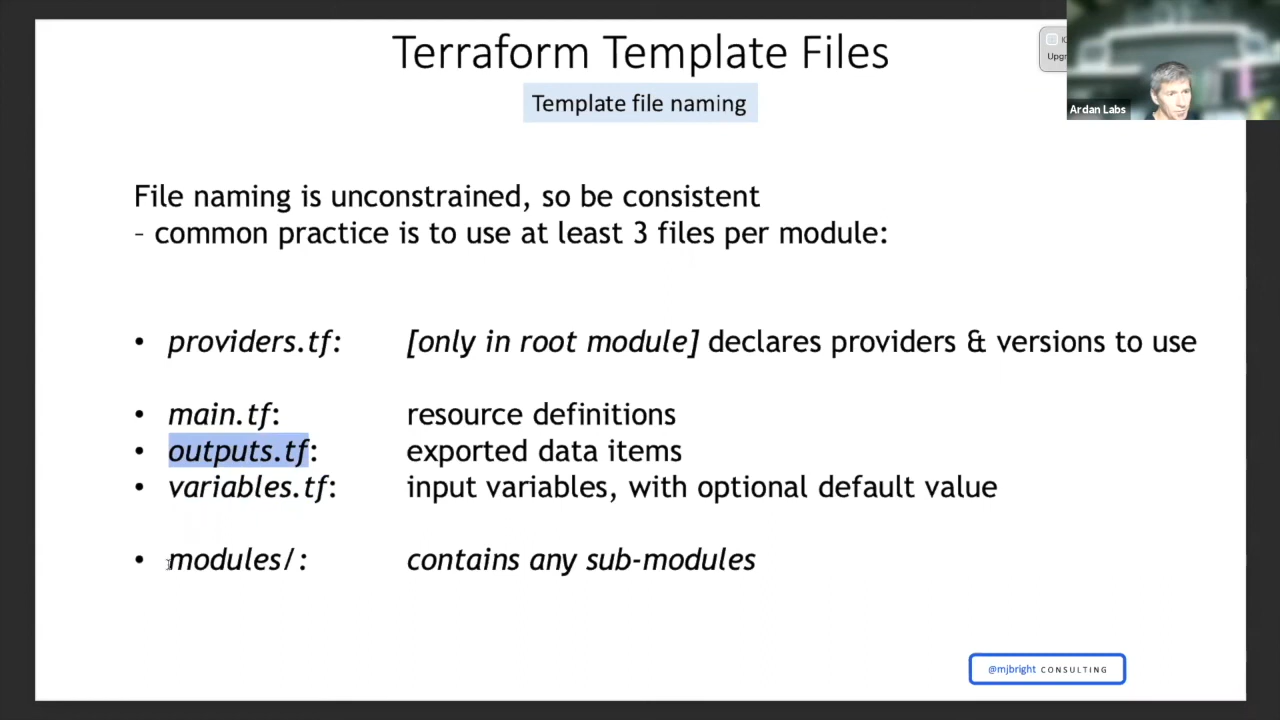 Terraform Template Files
Template file naming
Upgr
Ardan Labs
File naming is unconstrained, so be consistent
– common practice is to use at least 3 files per module:
• providers.tf: [only in root module] declares providers & versions to use
• main.tf: resource definitions
• outputs.tf: exported data items
• variables.tf: input variables, with optional default value
• modules/: contains any sub-modules
@mjbright CONSULTING